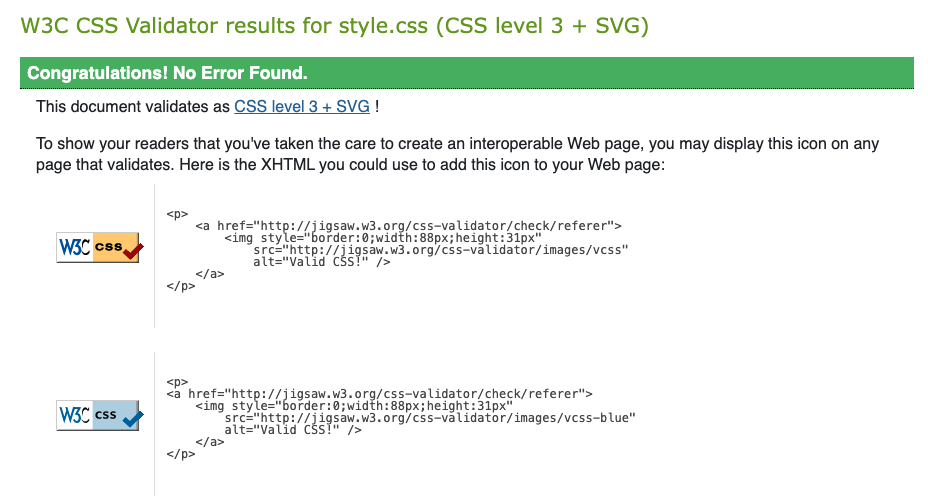 W3C CSS Validator results for style.css (CSS level 3 + SVG)
Congratulations! No Error Found.
This document validates as CSS level 3 + SVG !
To show your readers that you've taken the care to create an interoperable Web page, you may display this icon on any
page that validates. Here is the XHTML you could use to add this icon to your Web page:
W3C css
<p>
    <a href="http://jigsaw.w3.org/css-validator/check/referer">
        <img style="border:0;width:88px;height:31px"
            src="http://jigsaw.w3.org/css-validator/images/vcss"
            alt="Valid CSS!" />
    </a>
</p>
W3C css
<p>
<a href="http://jigsaw.w3.org/css-validator/check/referer">
    <img style="border:0;width:88px;height:31px"
        src="http://jigsaw.w3.org/css-validator/images/vcss-blue"
        alt="Valid CSS!" />
    </a>
</p>